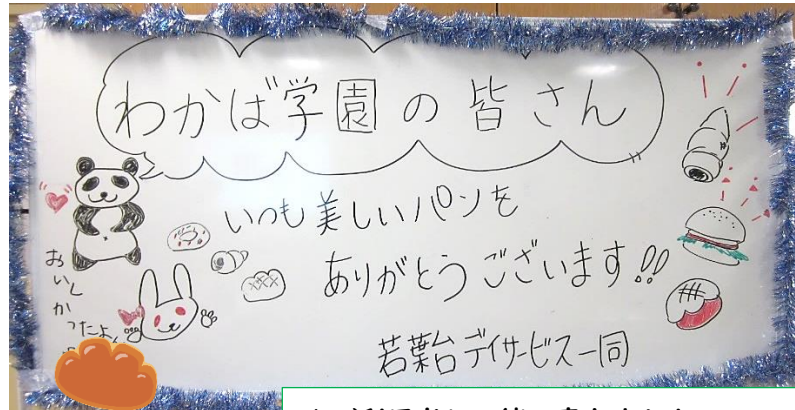 わかば学園の皆さん
いつも美しいパンを
ありがとうございます!!
若葉台デイサービス一同
おいしかったよ